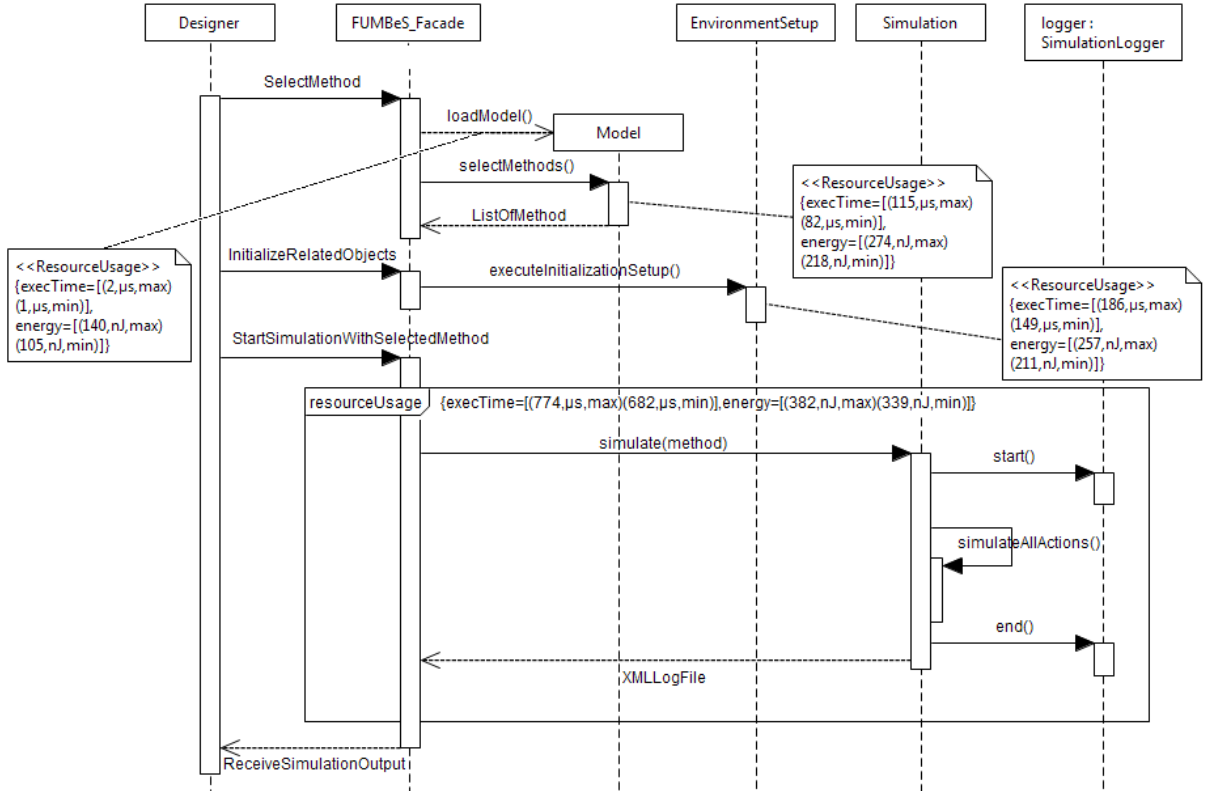 Designer
FUMBeS_Facade
EnvironmentSetup
Simulation
logger :
SimulationLogger
SelectMethod
loadModel()
Model
selectMethods()
ListOfMethod
<<ResourceUsage>>
{execTime=[(115,µs,max)
(82,µs,min)],
energy=[(274,nJ,max)
(218,nJ,min)]}
InitializeRelatedObjects
<<ResourceUsage>>
{execTime=[(2,µs,max)
(1,µs,min)],
energy=[(140,nJ,max)
(105,nJ,min)]}
executeInitializationSetup()
<<ResourceUsage>>
{execTime=[(186,µs,max)
(149,µs,min)],
energy=[(257,nJ,max)
(211,nJ,min)]}
StartSimulationWithSelectedMethod
resourceUsage
{execTime=[(774,µs,max)(682,µs,min)],energy=[(382,nJ,max)(339,nJ,min)]}
simulate(method)
start()
simulateAllActions()
end()
XMLLogFile
ReceiveSimulationOutput